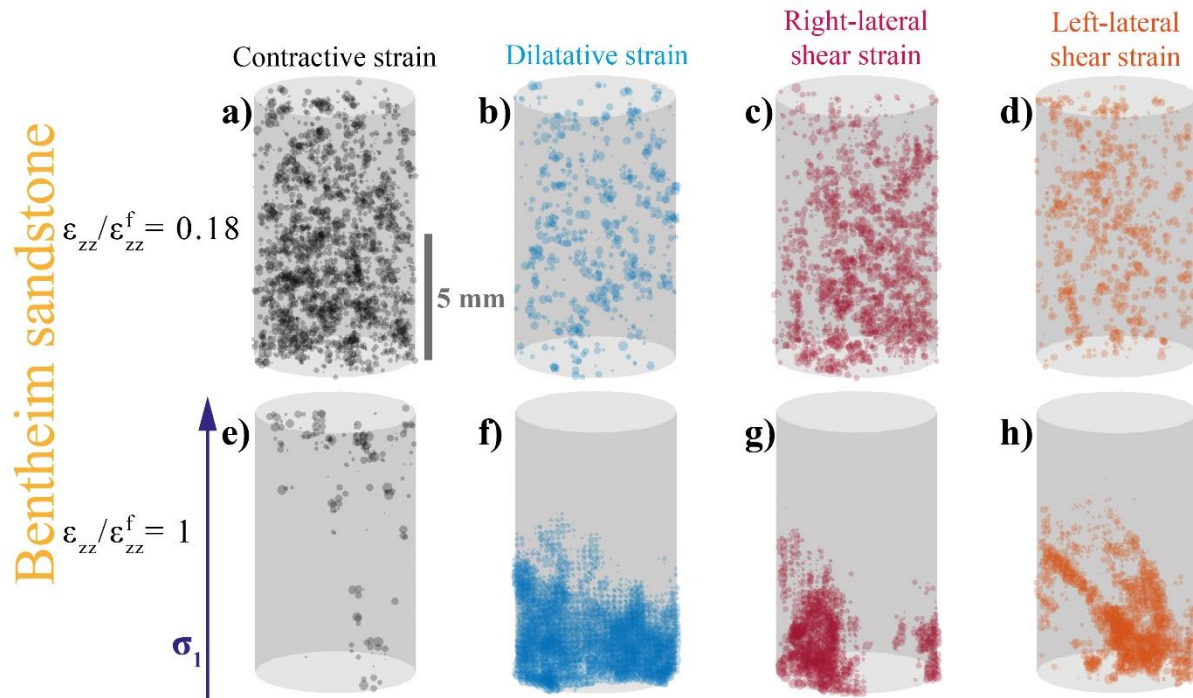 Contractive strain
Dilatative strain
Right-lateral
shear strain
Left-lateral
shear strain
Bentheim sandstone
a)
b)
c)
d)
ε_zz/ε^f_zz = 0.18
5 mm
e)
f)
g)
h)
ε_zz/ε^f_zz = 1
σ₁